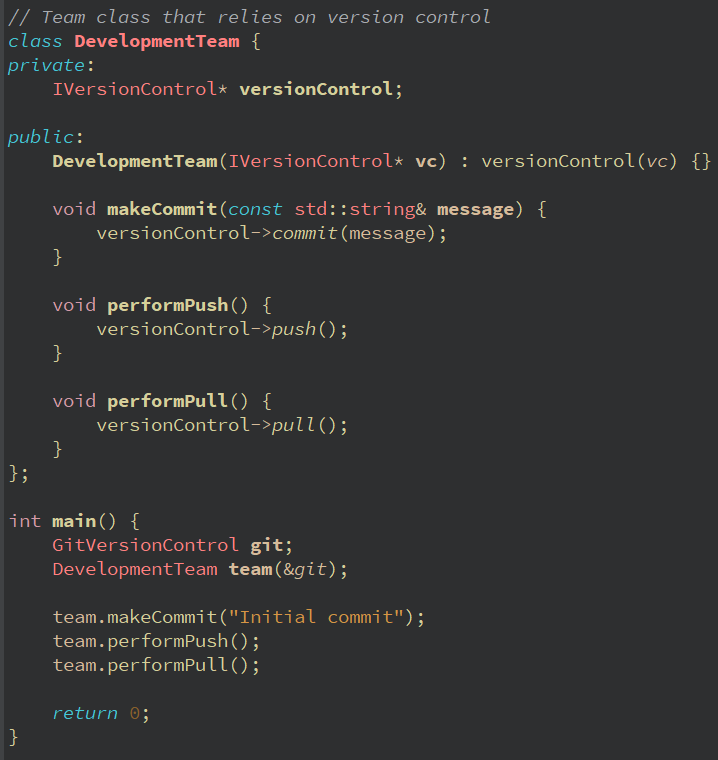 // Team class that relies on version control
class DevelopmentTeam {
private:
    IVersionControl* versionControl;

public:
    DevelopmentTeam(IVersionControl* vc) : versionControl(vc) {}

    void makeCommit(const std::string& message) {
        versionControl->commit(message);
    }

    void performPush() {
        versionControl->push();
    }

    void performPull() {
        versionControl->pull();
    }
};

int main() {
    GitVersionControl git;
    DevelopmentTeam team(&git);

    team.makeCommit("Initial commit");
    team.performPush();
    team.performPull();

    return 0;
}